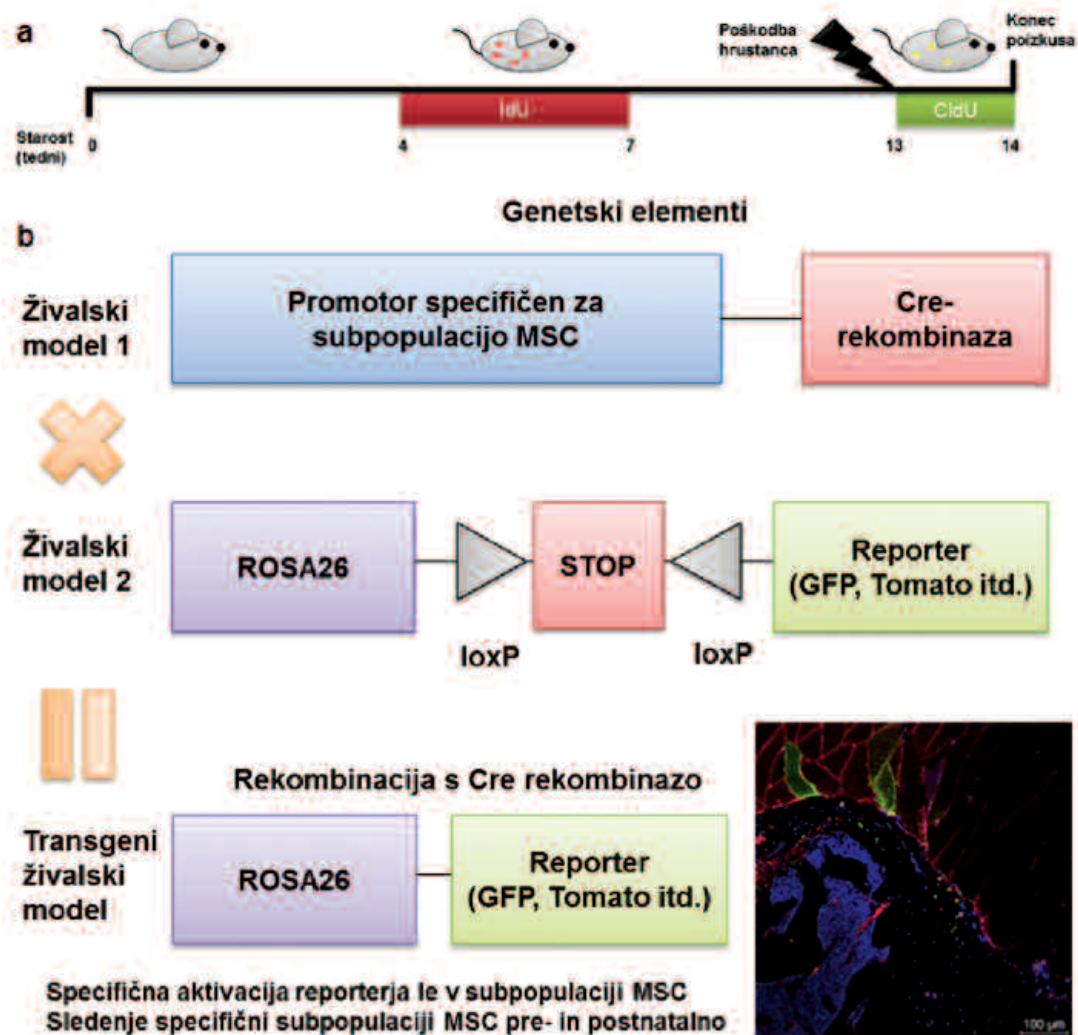 a
Poškodba
hrustanca
Konec
poizkusa
IdU
CldU
Starost
(tedni)
0
4
7
13
14
Genetski elementi
b
Živalski
model 1
Promotor specifičen za
subpopulacijo MSC
Cre-
rekombinaza
Živalski
model 2
ROSA26
STOP
Reporter
(GFP, Tomato itd.)
loxP
loxP
Rekombinacija s Cre rekombinazo
Transgeni
živalski
model
ROSA26
Reporter
(GFP, Tomato itd.)
Specifična aktivacija reporterja le v subpopulaciji MSC
Sledenje specifični subpopulaciji MSC pre- in postnatalno
100 µm